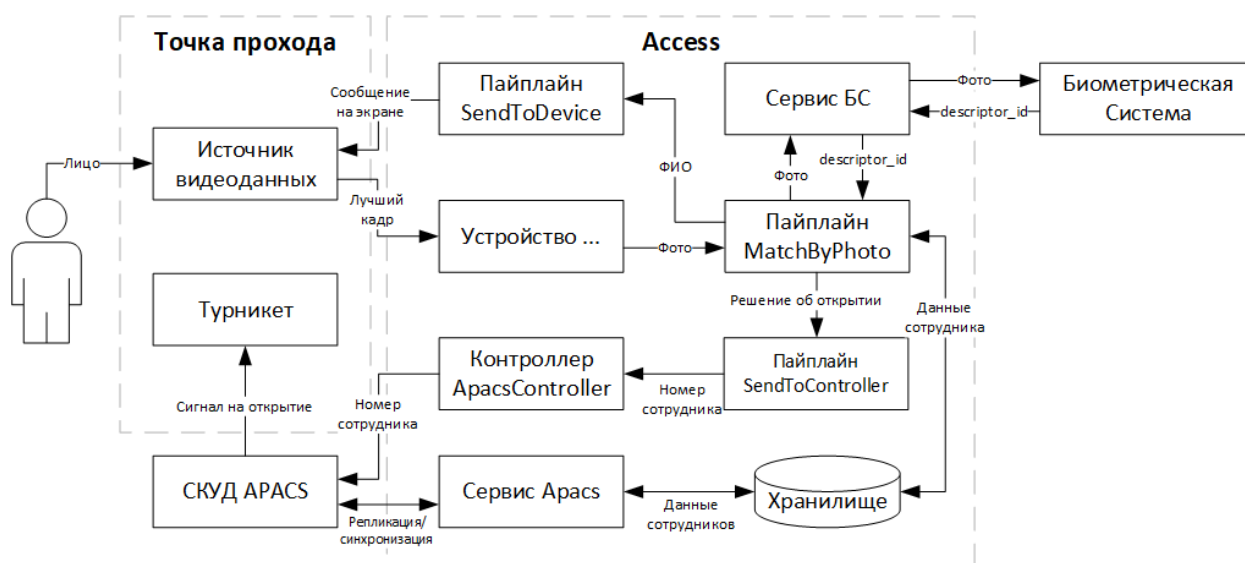 Точка прохода
Access
Пайплайн
SendToDevice
Сервис БС
Фото
Биометрическая
Система
descriptor_id
Сообщение
на экране
Лицо
Источник
видеоданных
ФИО
Фото
descriptor_id
Лучший
кадр
Устройство ...
Фото
Пайплайн
MatchByPhoto
Турникет
Решение об открытии
Данные
сотрудника
Контроллер
ApacsController
Номер
сотрудника
Пайплайн
SendToController
Сигнал на открытие
Номер
сотрудника
СКУД APACS
Репликация/
синхронизация
Сервис Apacs
Данные
сотрудников
Хранилище